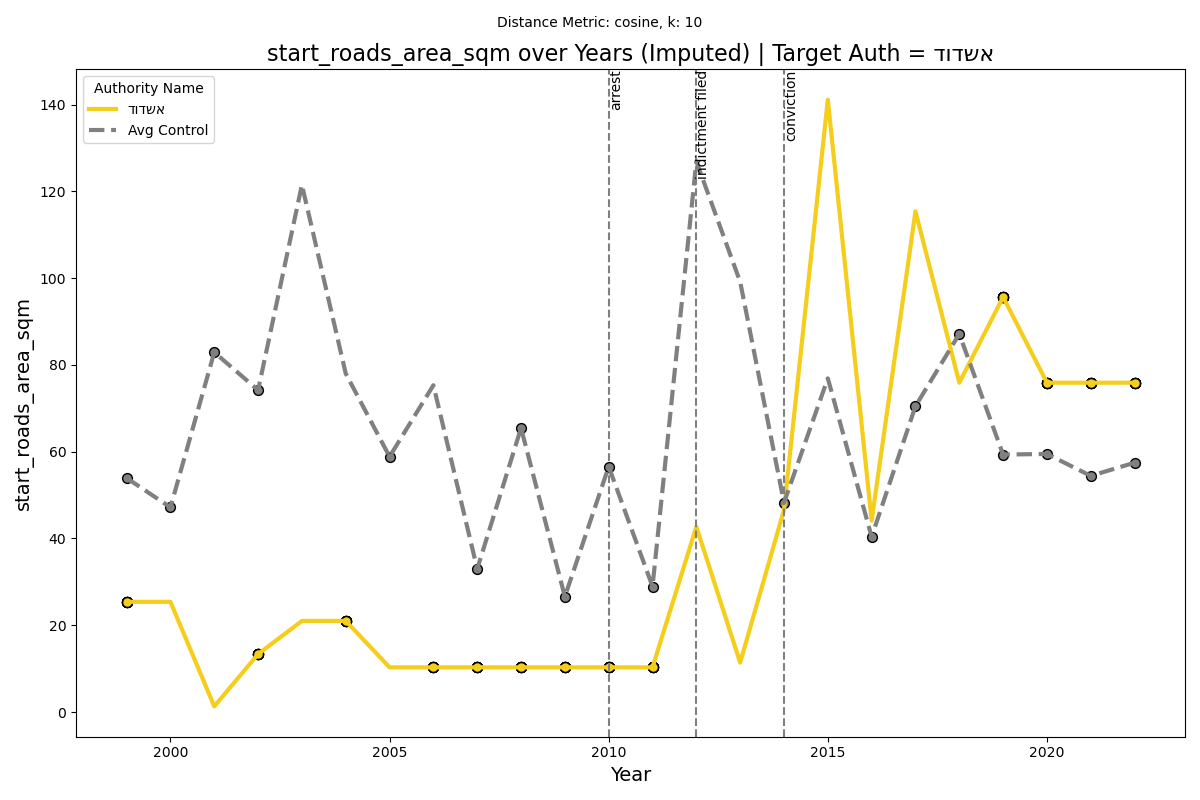 Distance Metric: cosine, k: 10
start_roads_area_sqm over Years (Imputed) | Target Auth = אשדוד
Authority Name
אשדוד
Avg Control
arrest
indictment filed
conviction
start_roads_area_sqm
140
120
100
80
60
40
20
0
2000 2005 2010 2015 2020
Year